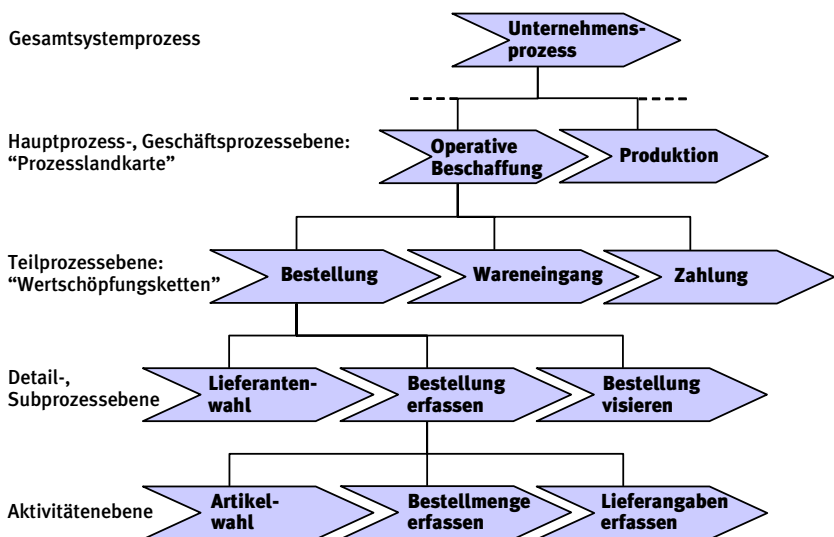 Gesamtsystemprozess
Unternehmens-
prozess
Hauptprozess-, Geschäftsprozessebene:
“Prozesslandkarte”
Operative
Beschaffung
Produktion
Teilprozessebene:
“Wertschöpfungsketten”
Bestellung
Wareneingang
Zahlung
Detail-,
Subprozessebene
Lieferanten-
wahl
Bestellung
erfassen
Bestellung
visieren
Aktivitätenebene
Artikel-
wahl
Bestellmenge
erfassen
Lieferangaben
erfassen